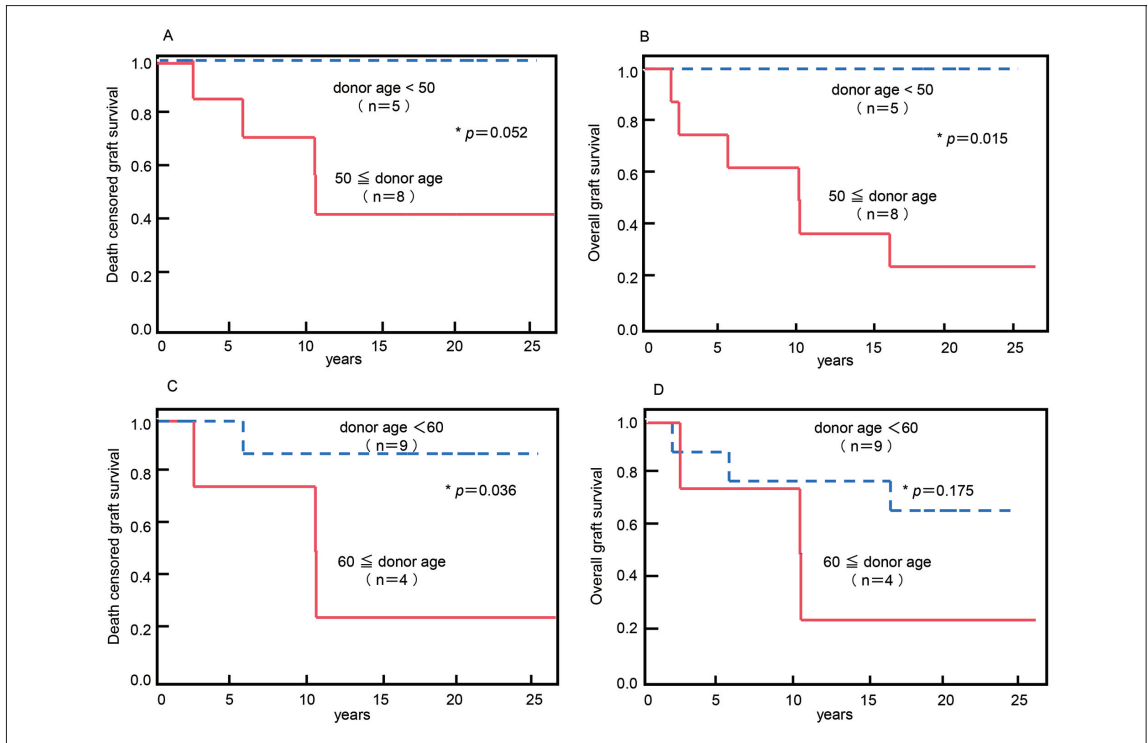 A
Death censored graft survival
1.0
0.8
0.6
0.4
0.2
0.0
donor age < 50
( n=5 )
* p=0.052
50 ≦ donor age
( n=8 )
0 5 10 15 20 25
years
B
Overall graft survival
1.0
0.8
0.6
0.4
0.2
0.0
donor age < 50
( n=5 )
* p=0.015
50 ≦ donor age
( n=8 )
0 5 10 15 20 25
years
C
Death censored graft survival
1.0
0.8
0.6
0.4
0.2
0.0
donor age <60
( n=9 )
* p=0.036
60 ≦ donor age
( n=4 )
0 5 10 15 20 25
years
D
Overall graft survival
1.0
0.8
0.6
0.4
0.2
0.0
donor age <60
( n=9 )
* p=0.175
60 ≦ donor age
( n=4 )
0 5 10 15 20 25
years